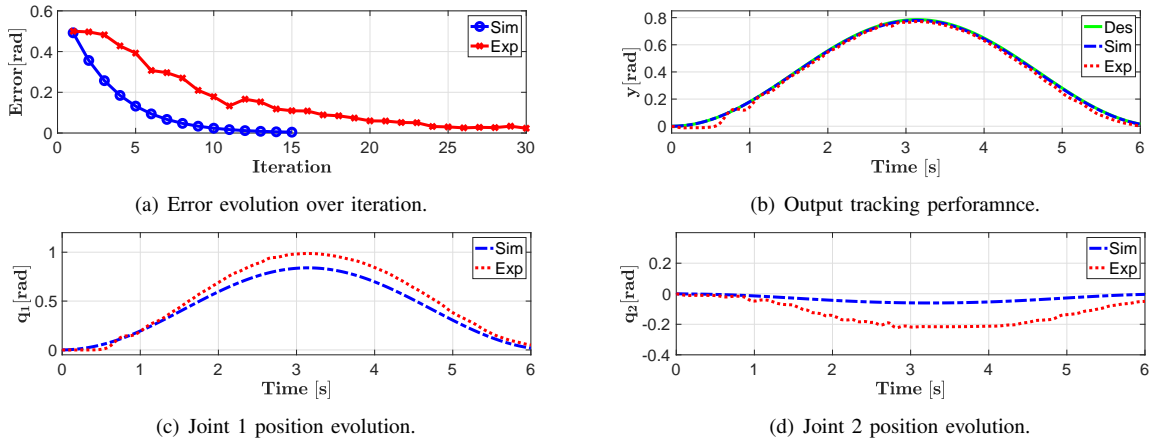 0.6
0.4
0.2
0
Error[rad]
Sim
Exp
0 5 10 15 20 25 30
Iteration
(a) Error evolution over iteration.
0.8
0.6
0.4
0.2
0
y[rad]
Des
Sim
Exp
0 1 2 3 4 5 6
Time [s]
(b) Output tracking perforamnce.
1
0.5
0
q1[rad]
Sim
Exp
0 1 2 3 4 5 6
Time [s]
(c) Joint 1 position evolution.
0.2
0
-0.2
-0.4
q2[rad]
Sim
Exp
0 1 2 3 4 5 6
Time [s]
(d) Joint 2 position evolution.